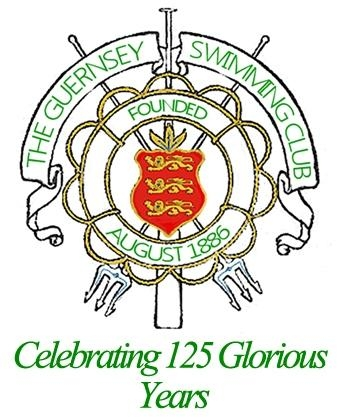 THE GUERNSEY SWIMMING CLUB
FOUNDED
AUGUST 1886
Celebrating 125 Glorious
Years